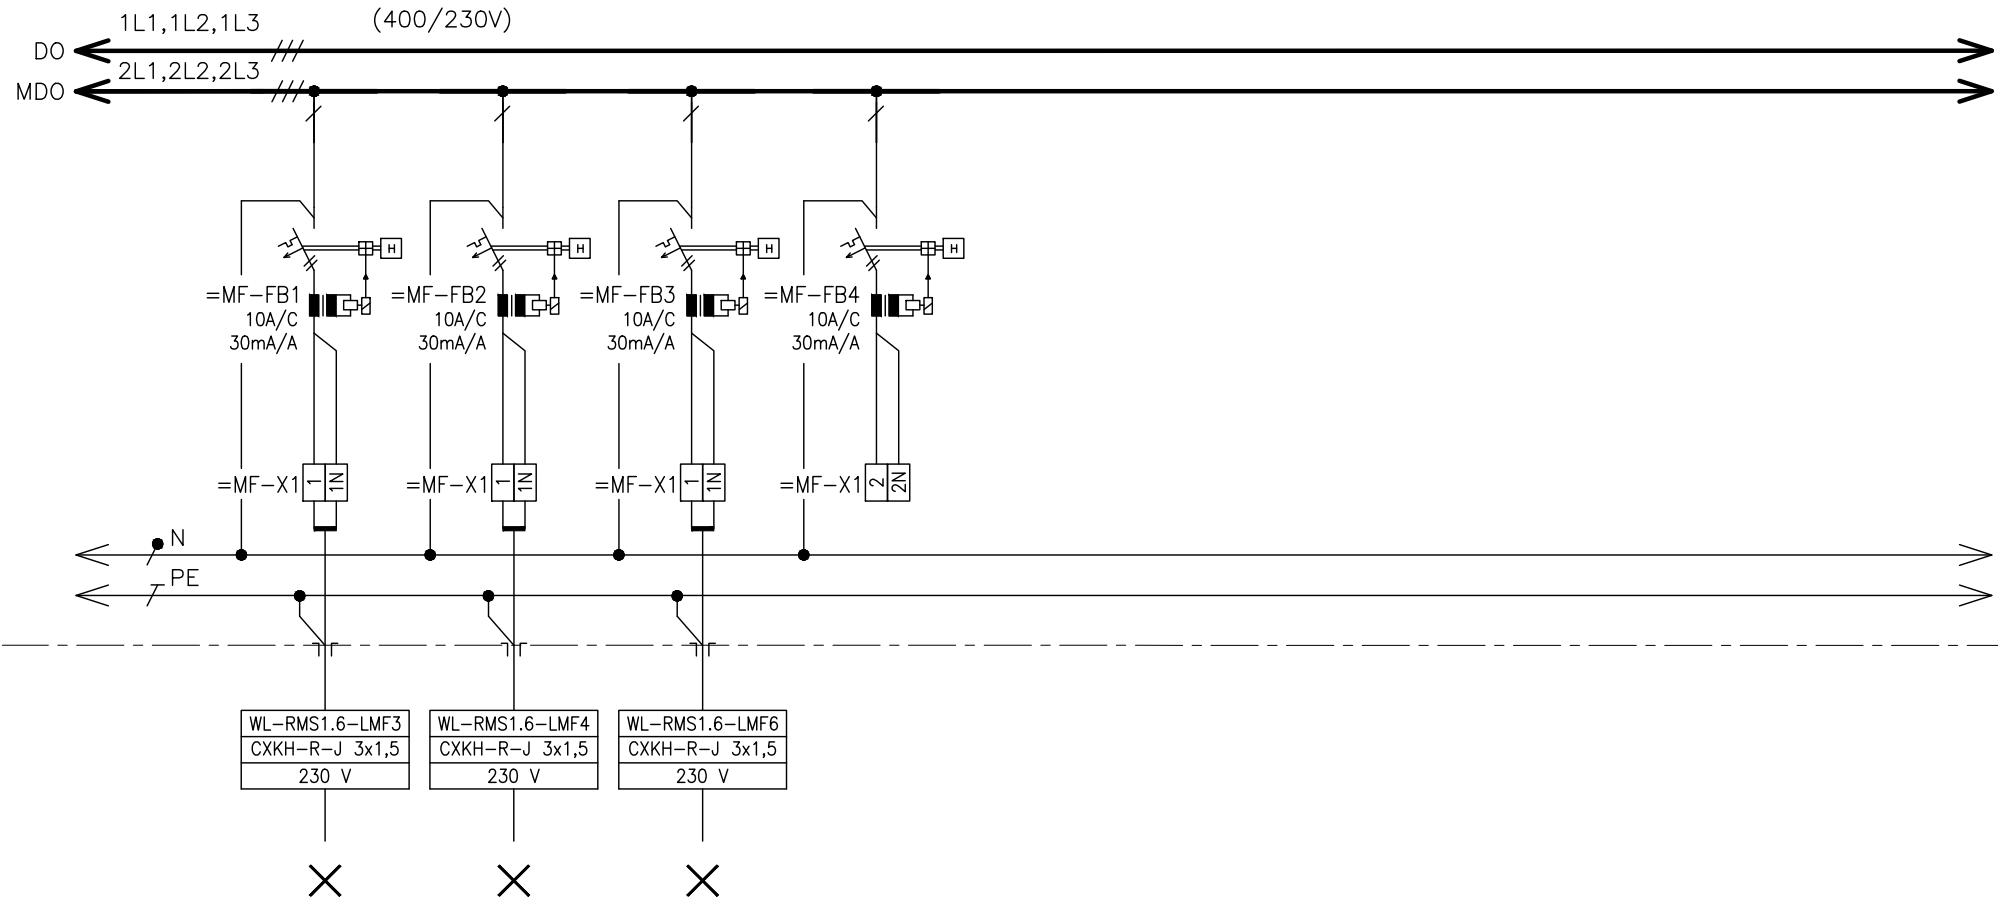 1L1,1L2,1L3 (400/230V)
DO
2L1,2L2,2L3
MDO
H H H H
=MF-FB1 =MF-FB2 =MF-FB3 =MF-FB4
10A/C 10A/C 10A/C 10A/C
30mA/A 30mA/A 30mA/A 30mA/A
=MF-X1 1 1N =MF-X1 1 1N =MF-X1 1 1N =MF-X1 2 2N
N
PE
WL-RMS1.6-LMF3 WL-RMS1.6-LMF4 WL-RMS1.6-LMF6
CXKH-R-J 3x1,5 CXKH-R-J 3x1,5 CXKH-R-J 3x1,5
230 V 230 V 230 V